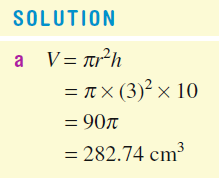 SOLUTION
a V = πr²h
= π × (3)² × 10
= 90π
= 282.74 cm³